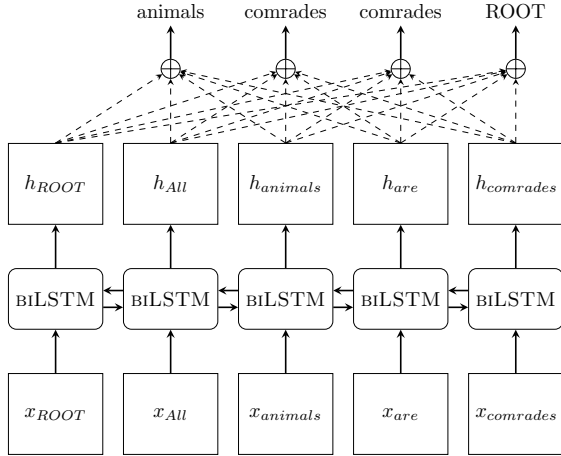 animals comrades comrades ROOT
h_ROOT h_All h_animals h_are h_comrades
BILSTM BILSTM BILSTM BILSTM BILSTM
x_ROOT x_All x_animals x_are x_comrades